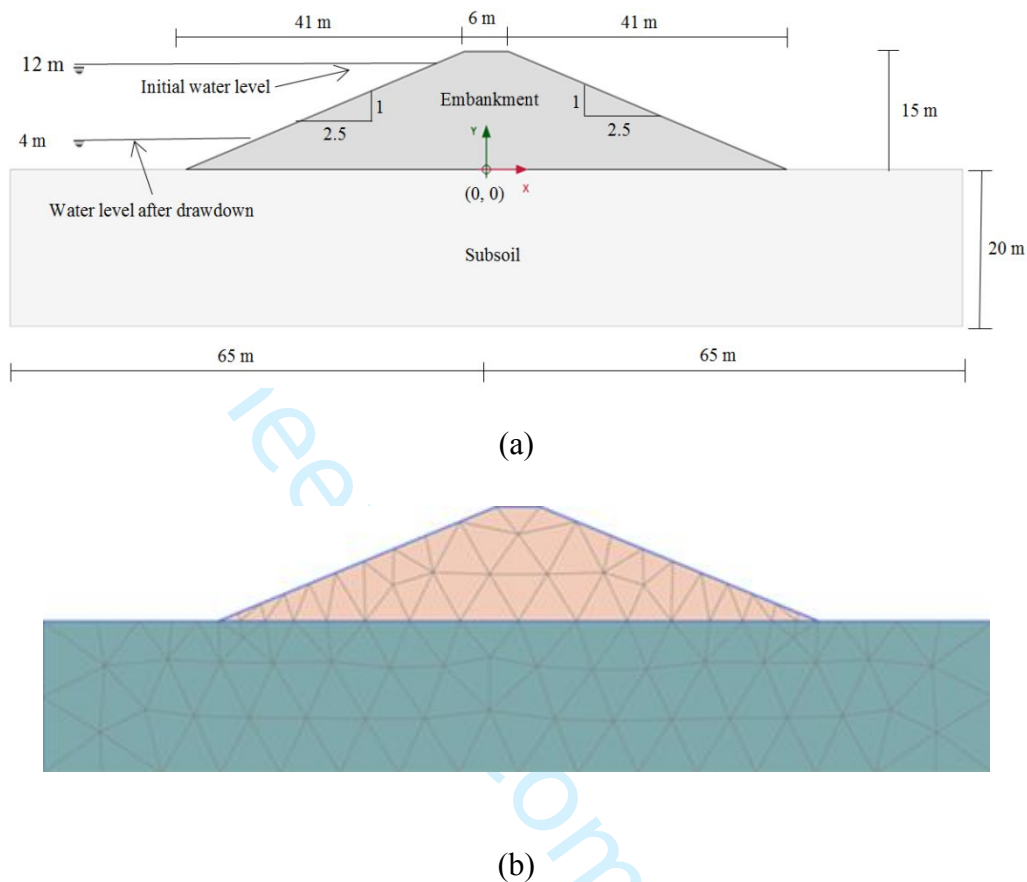 41 m 6 m 41 m
12 m
Initial water level
Embankment
1
1
15 m
2.5
2.5
4 m
Y
X
(0, 0)
Water level after drawdown
Subsoil
20 m
65 m 65 m
(a)
(b)